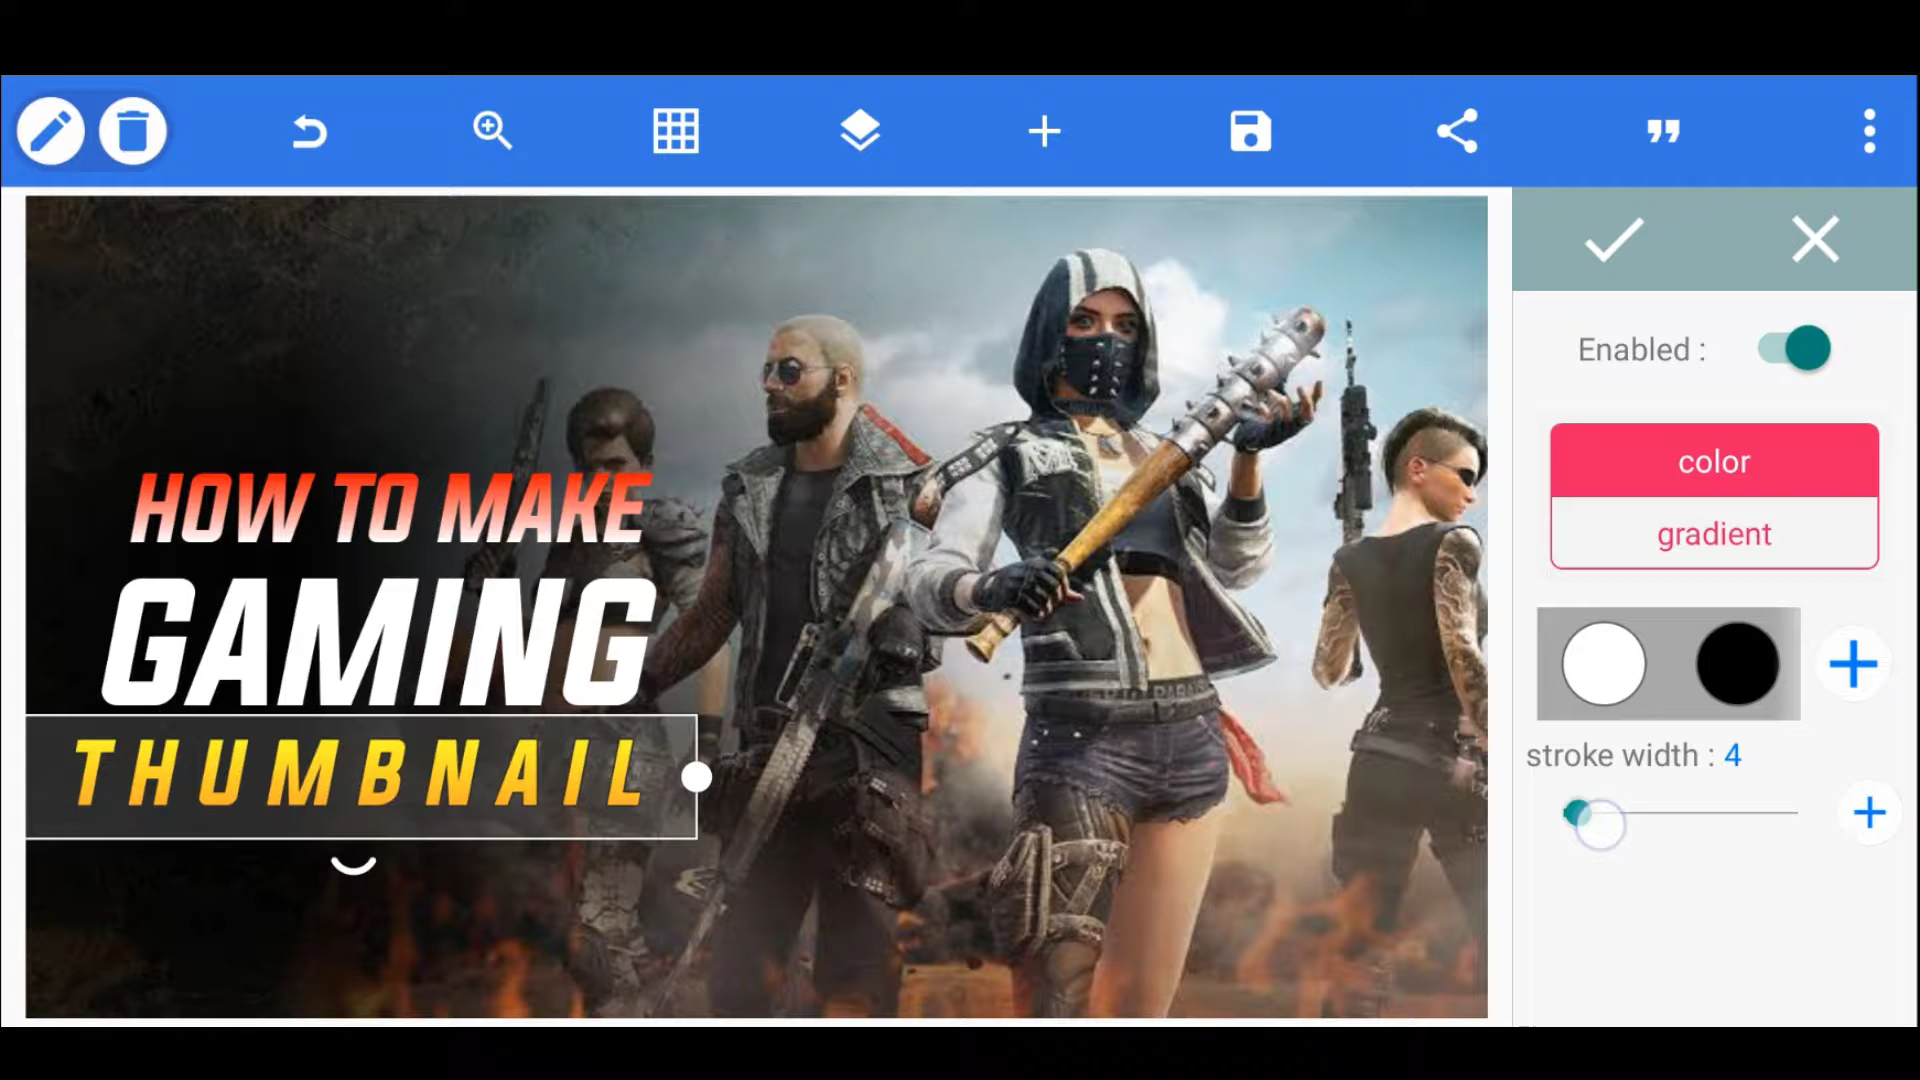 HOW TO MAKE
GAMING
THUMBNAIL
Enabled :
color
gradient
stroke width : 4